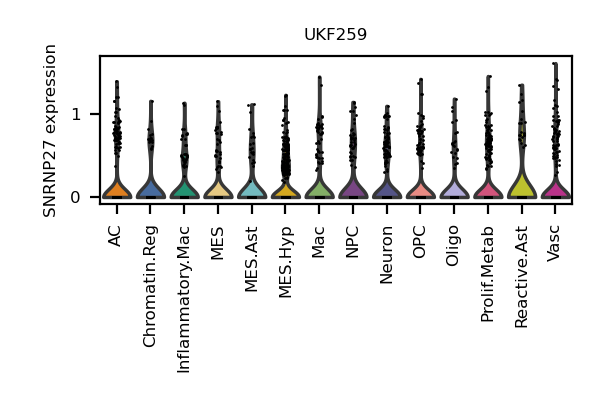 UKF259
SNRNP27 expression
1
0
AC
Chromatin.Reg
Inflammatory.Mac
MES
MES.Ast
MES.Hyp
Mac
NPC
Neuron
OPC
Oligo
Prolif.Metab
Reactive.Ast
Vasc